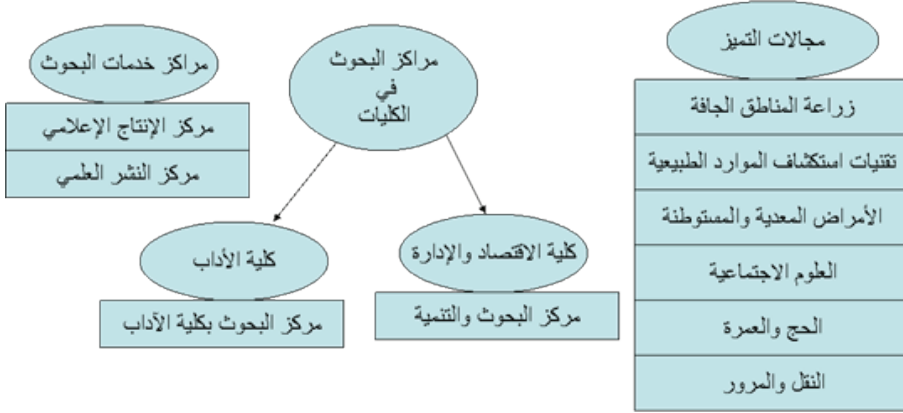 مجالات التميز
زراعة المناطق الجافة
تقنيات استكشاف الموارد الطبيعية
الأمراض المعدية والمستوطنة
العلوم الاجتماعية
الحج والعمرة
النقل والمرور
مراكز البحوث
في
الكليات
كلية الاقتصاد والإدارة
مركز البحوث والتنمية
كلية الأداب
مركز البحوث بكلية الآداب
مراكز خدمات البحوث
مركز الإنتاج الإعلامي
مركز النشر العلمي